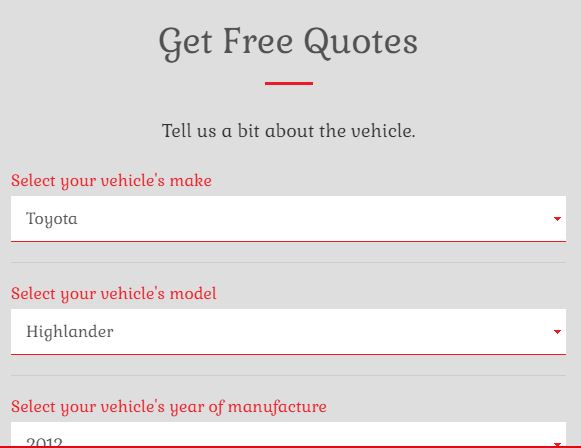 Get Free Quotes
Tell us a bit about the vehicle.
Select your vehicle's make
Toyota
Select your vehicle's model
Highlander
Select your vehicle's year of manufacture
2012